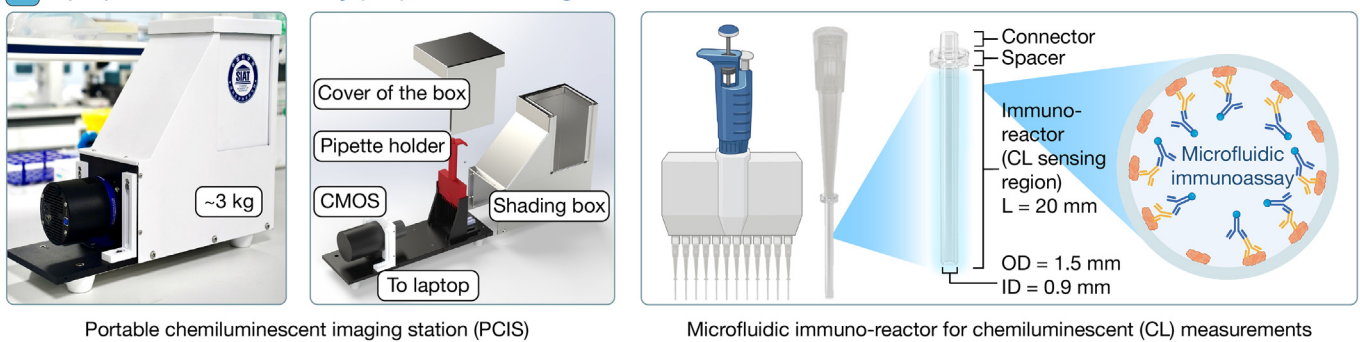 SIAT
~3 kg
Cover of the box
Pipette holder
CMOS
Shading box
To laptop
Connector
Spacer
Immuno-
reactor
(CL sensing
region)
L = 20 mm
OD = 1.5 mm
ID = 0.9 mm
Microfluidic
immunoassay
Portable chemiluminescent imaging station (PCIS)
Microfluidic immuno-reactor for chemiluminescent (CL) measurements